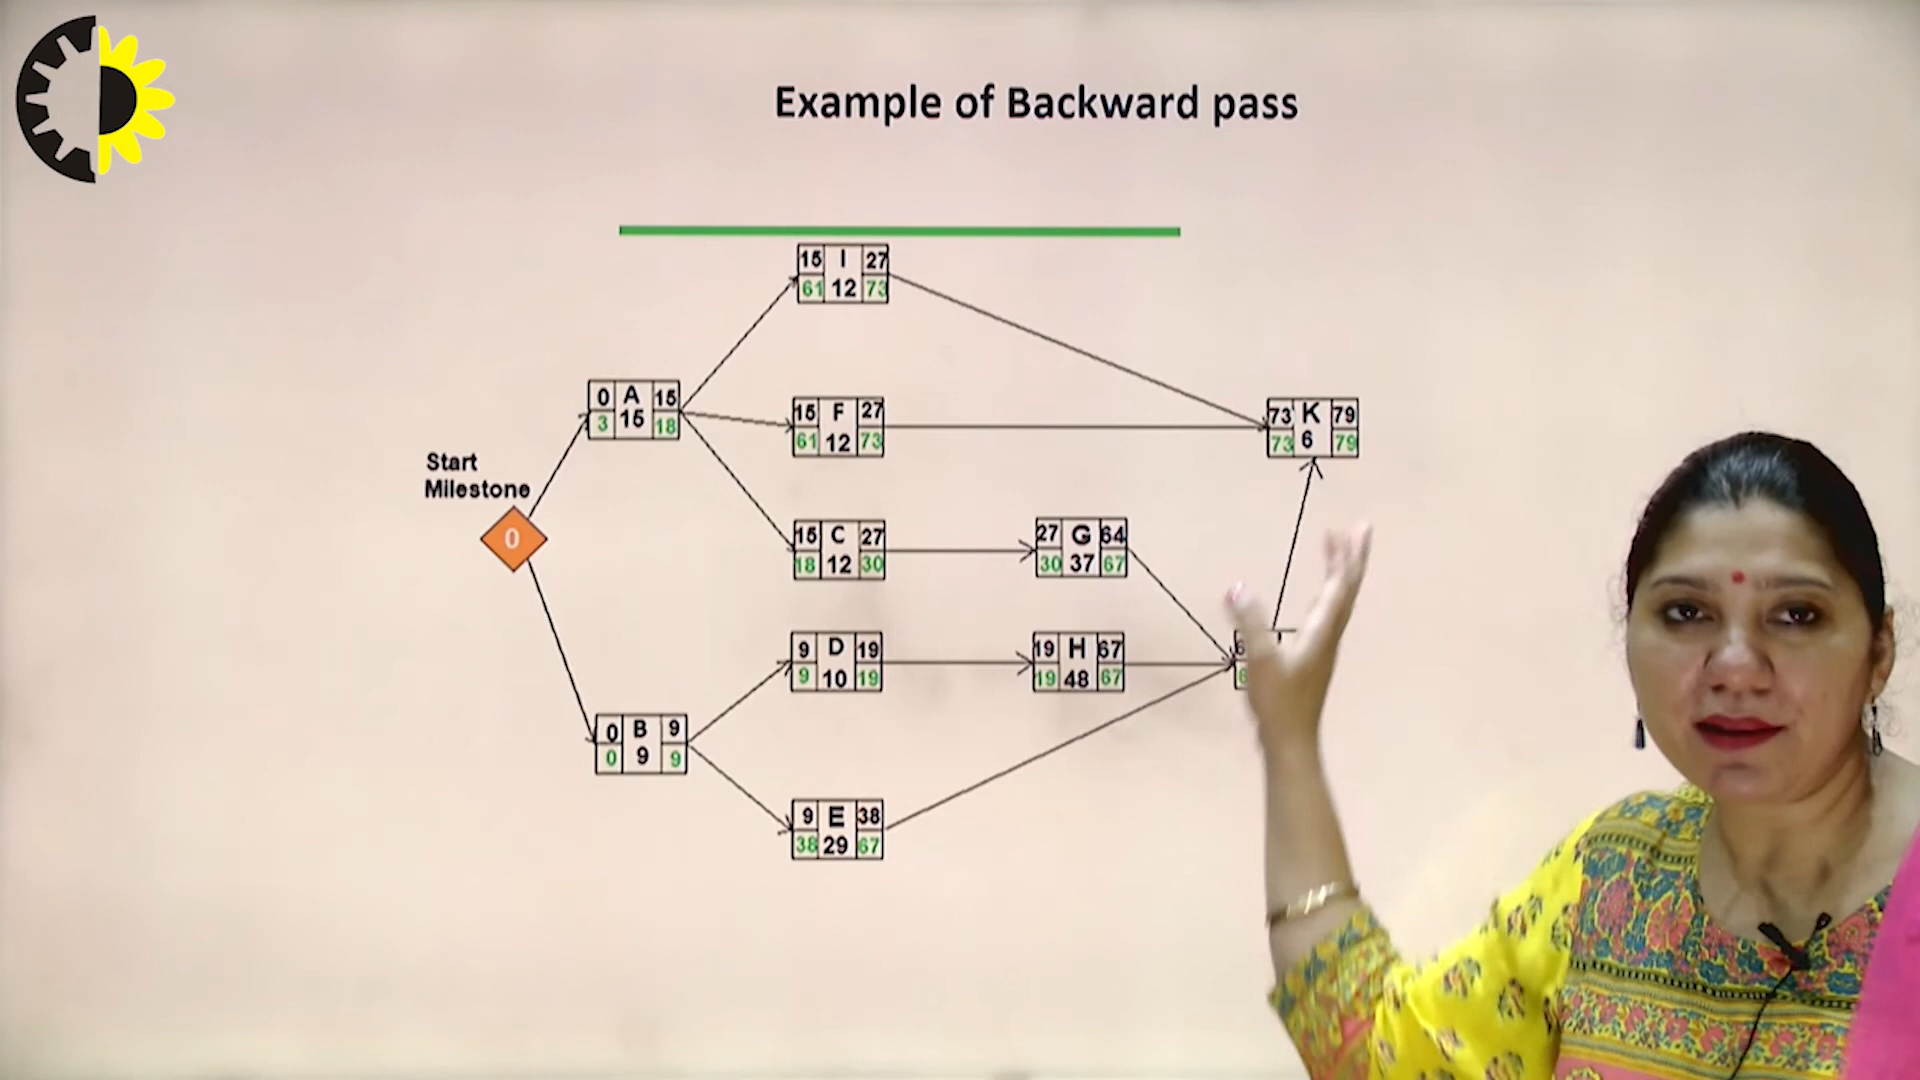 Example of Backward pass
15 I 27
61 12 73
0 A 15
3 15 18
15 F 27
61 12 73
73 K 79
73 6 79
Start
Milestone
0
15 C 27
18 12 30
27 G 64
30 37 67
9 D 19
9 10 19
19 H 67
19 48 67
0 B 9
0 9 9
9 E 38
38 29 67